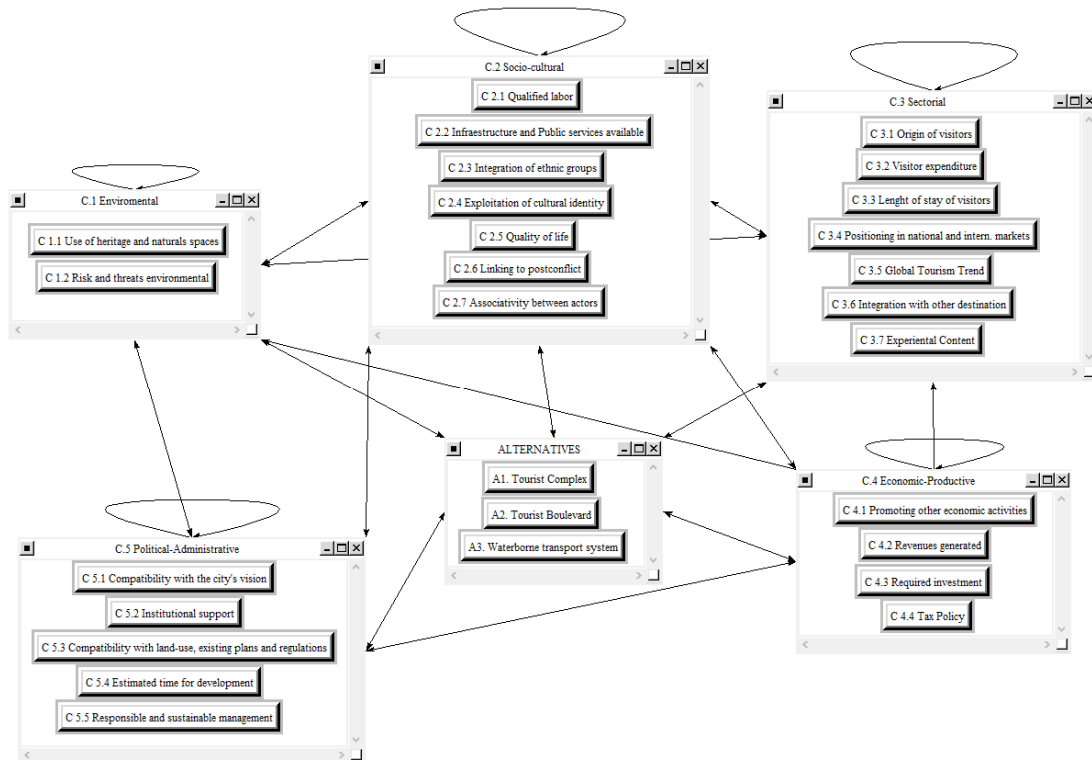 C.2 Socio-cultural
C 2.1 Qualified labor
C 2.2 Infraestructure and Public services available
C 2.3 Integration of ethnic groups
C 2.4 Exploitation of cultural identity
C 2.5 Quality of life
C 2.6 Linking to postconflict
C 2.7 Associativity between actors
C.3 Sectorial
C 3.1 Origin of visitors
C 3.2 Visitor expenditure
C 3.3 Lenght of stay of visitors
C 3.4 Positioning in national and intern. markets
C 3.5 Global Tourism Trend
C 3.6 Integration with other destination
C 3.7 Experiental Content
C.1 Enviromental
C 1.1 Use of heritage and naturals spaces
C 1.2 Risk and threats environmental
ALTERNATIVES
A1. Tourist Complex
A2. Tourist Boulevard
A3. Waterborne transport system
C.4 Economic-Productive
C 4.1 Promoting other economic activities
C 4.2 Revenues generated
C 4.3 Required investment
C 4.4 Tax Policy
C.5 Political-Administrative
C 5.1 Compatibility with the city's vision
C 5.2 Institutional support
C 5.3 Compatibility with land-use, existing plans and regulations
C 5.4 Estimated time for development
C 5.5 Responsible and sustainable management